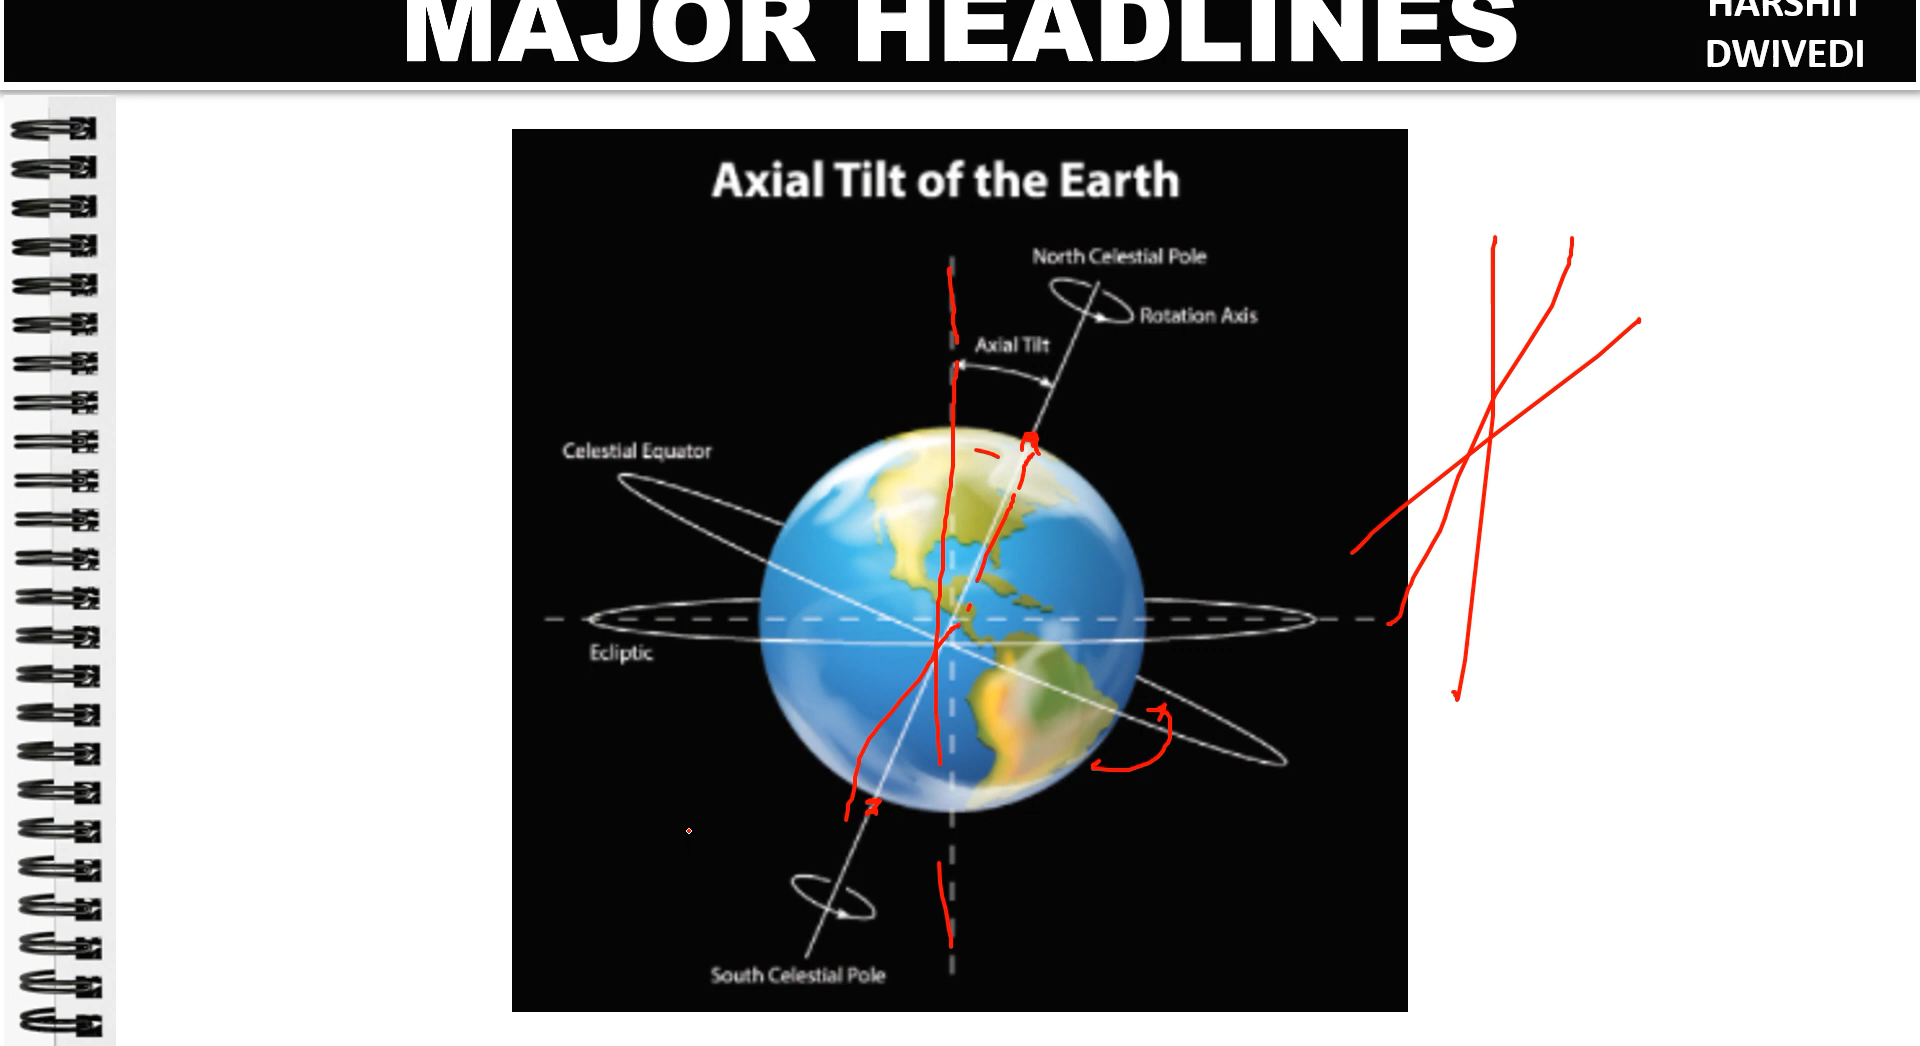 MAJOR HEADLINES
HARSHIT
DWIVEDI
Axial Tilt of the Earth
North Celestial Pole
Rotation Axis
Axial Tilt
Celestial Equator
Ecliptic
South Celestial Pole